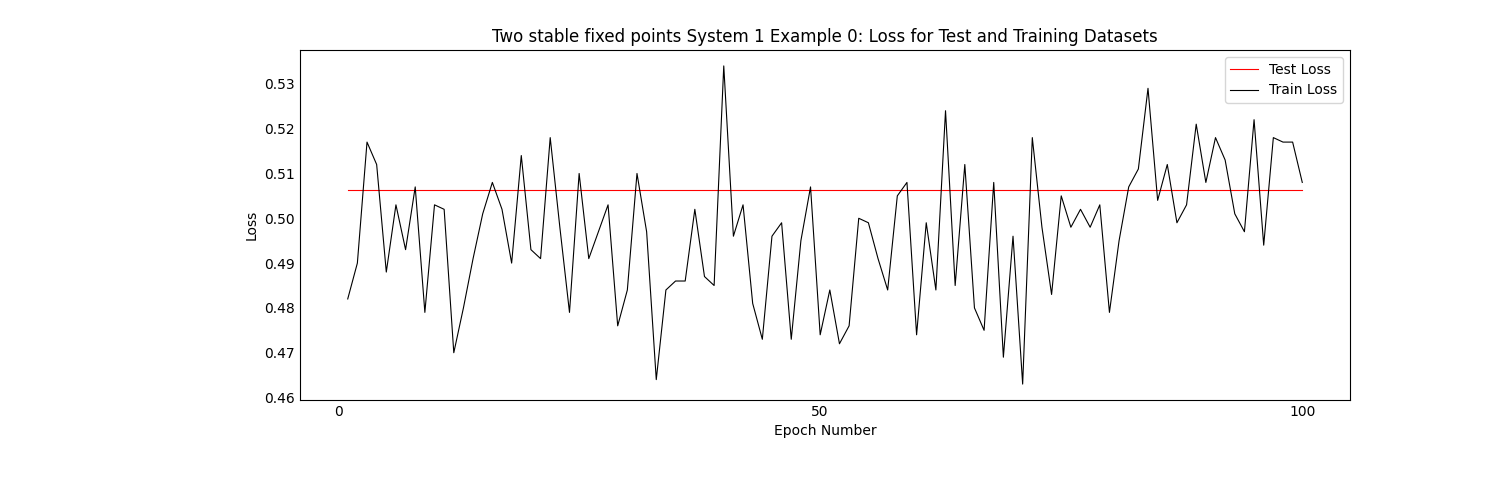 Two stable fixed points System 1 Example 0: Loss for Test and Training Datasets
Test Loss
Train Loss
0.53
0.52
0.51
0.50
0.49
0.48
0.47
0.46
Loss
0 50 100
Epoch Number